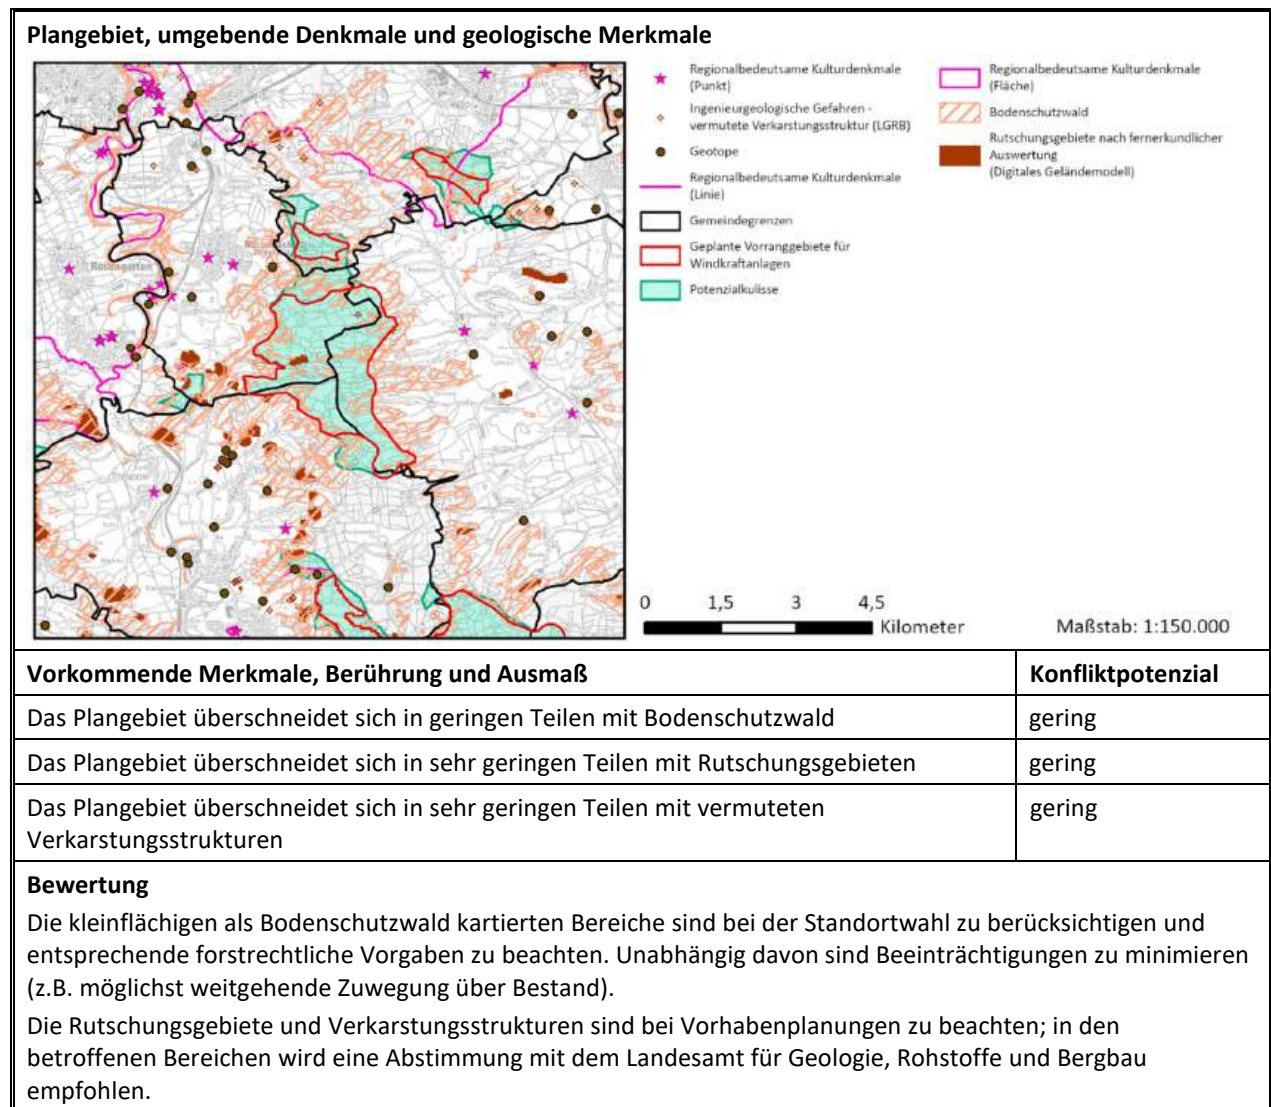 Plangebiet, umgebende Denkmale und geologische Merkmale
Regionalbedeutsame Kulturdenkmale
(Punkt)
Ingenieurgeologische Gefahren -
vermutete Verkarstungsstruktur (LGRB)
Geotope
Regionalbedeutsame Kulturdenkmale
(Linie)
Gemeindegrenzen
Geplante Vorranggebiete für
Windkraftanlagen
Potenzialkulisse
Regionalbedeutsame Kulturdenkmale
(Fläche)
Bodenschutzwald
Rutschungsgebiete nach fernerkundlicher
Auswertung
(Digitales Geländemodell)
0 1,5 3 4,5
Kilometer
Maßstab: 1:150.000
Vorkommende Merkmale, Berührung und Ausmaß
Konfliktpotenzial
Das Plangebiet überschneidet sich in geringen Teilen mit Bodenschutzwald
gering
Das Plangebiet überschneidet sich in sehr geringen Teilen mit Rutschungsgebieten
gering
Das Plangebiet überschneidet sich in sehr geringen Teilen mit vermuteten
Verkarstungsstrukturen
gering
Bewertung
Die kleinflächigen als Bodenschutzwald kartierten Bereiche sind bei der Standortwahl zu berücksichtigen und
entsprechende forstrechtliche Vorgaben zu beachten. Unabhängig davon sind Beeinträchtigungen zu minimieren
(z.B. möglichst weitgehende Zuwegung über Bestand).
Die Rutschungsgebiete und Verkarstungsstrukturen sind bei Vorhabenplanungen zu beachten; in den
betroffenen Bereichen wird eine Abstimmung mit dem Landesamt für Geologie, Rohstoffe und Bergbau
empfohlen.